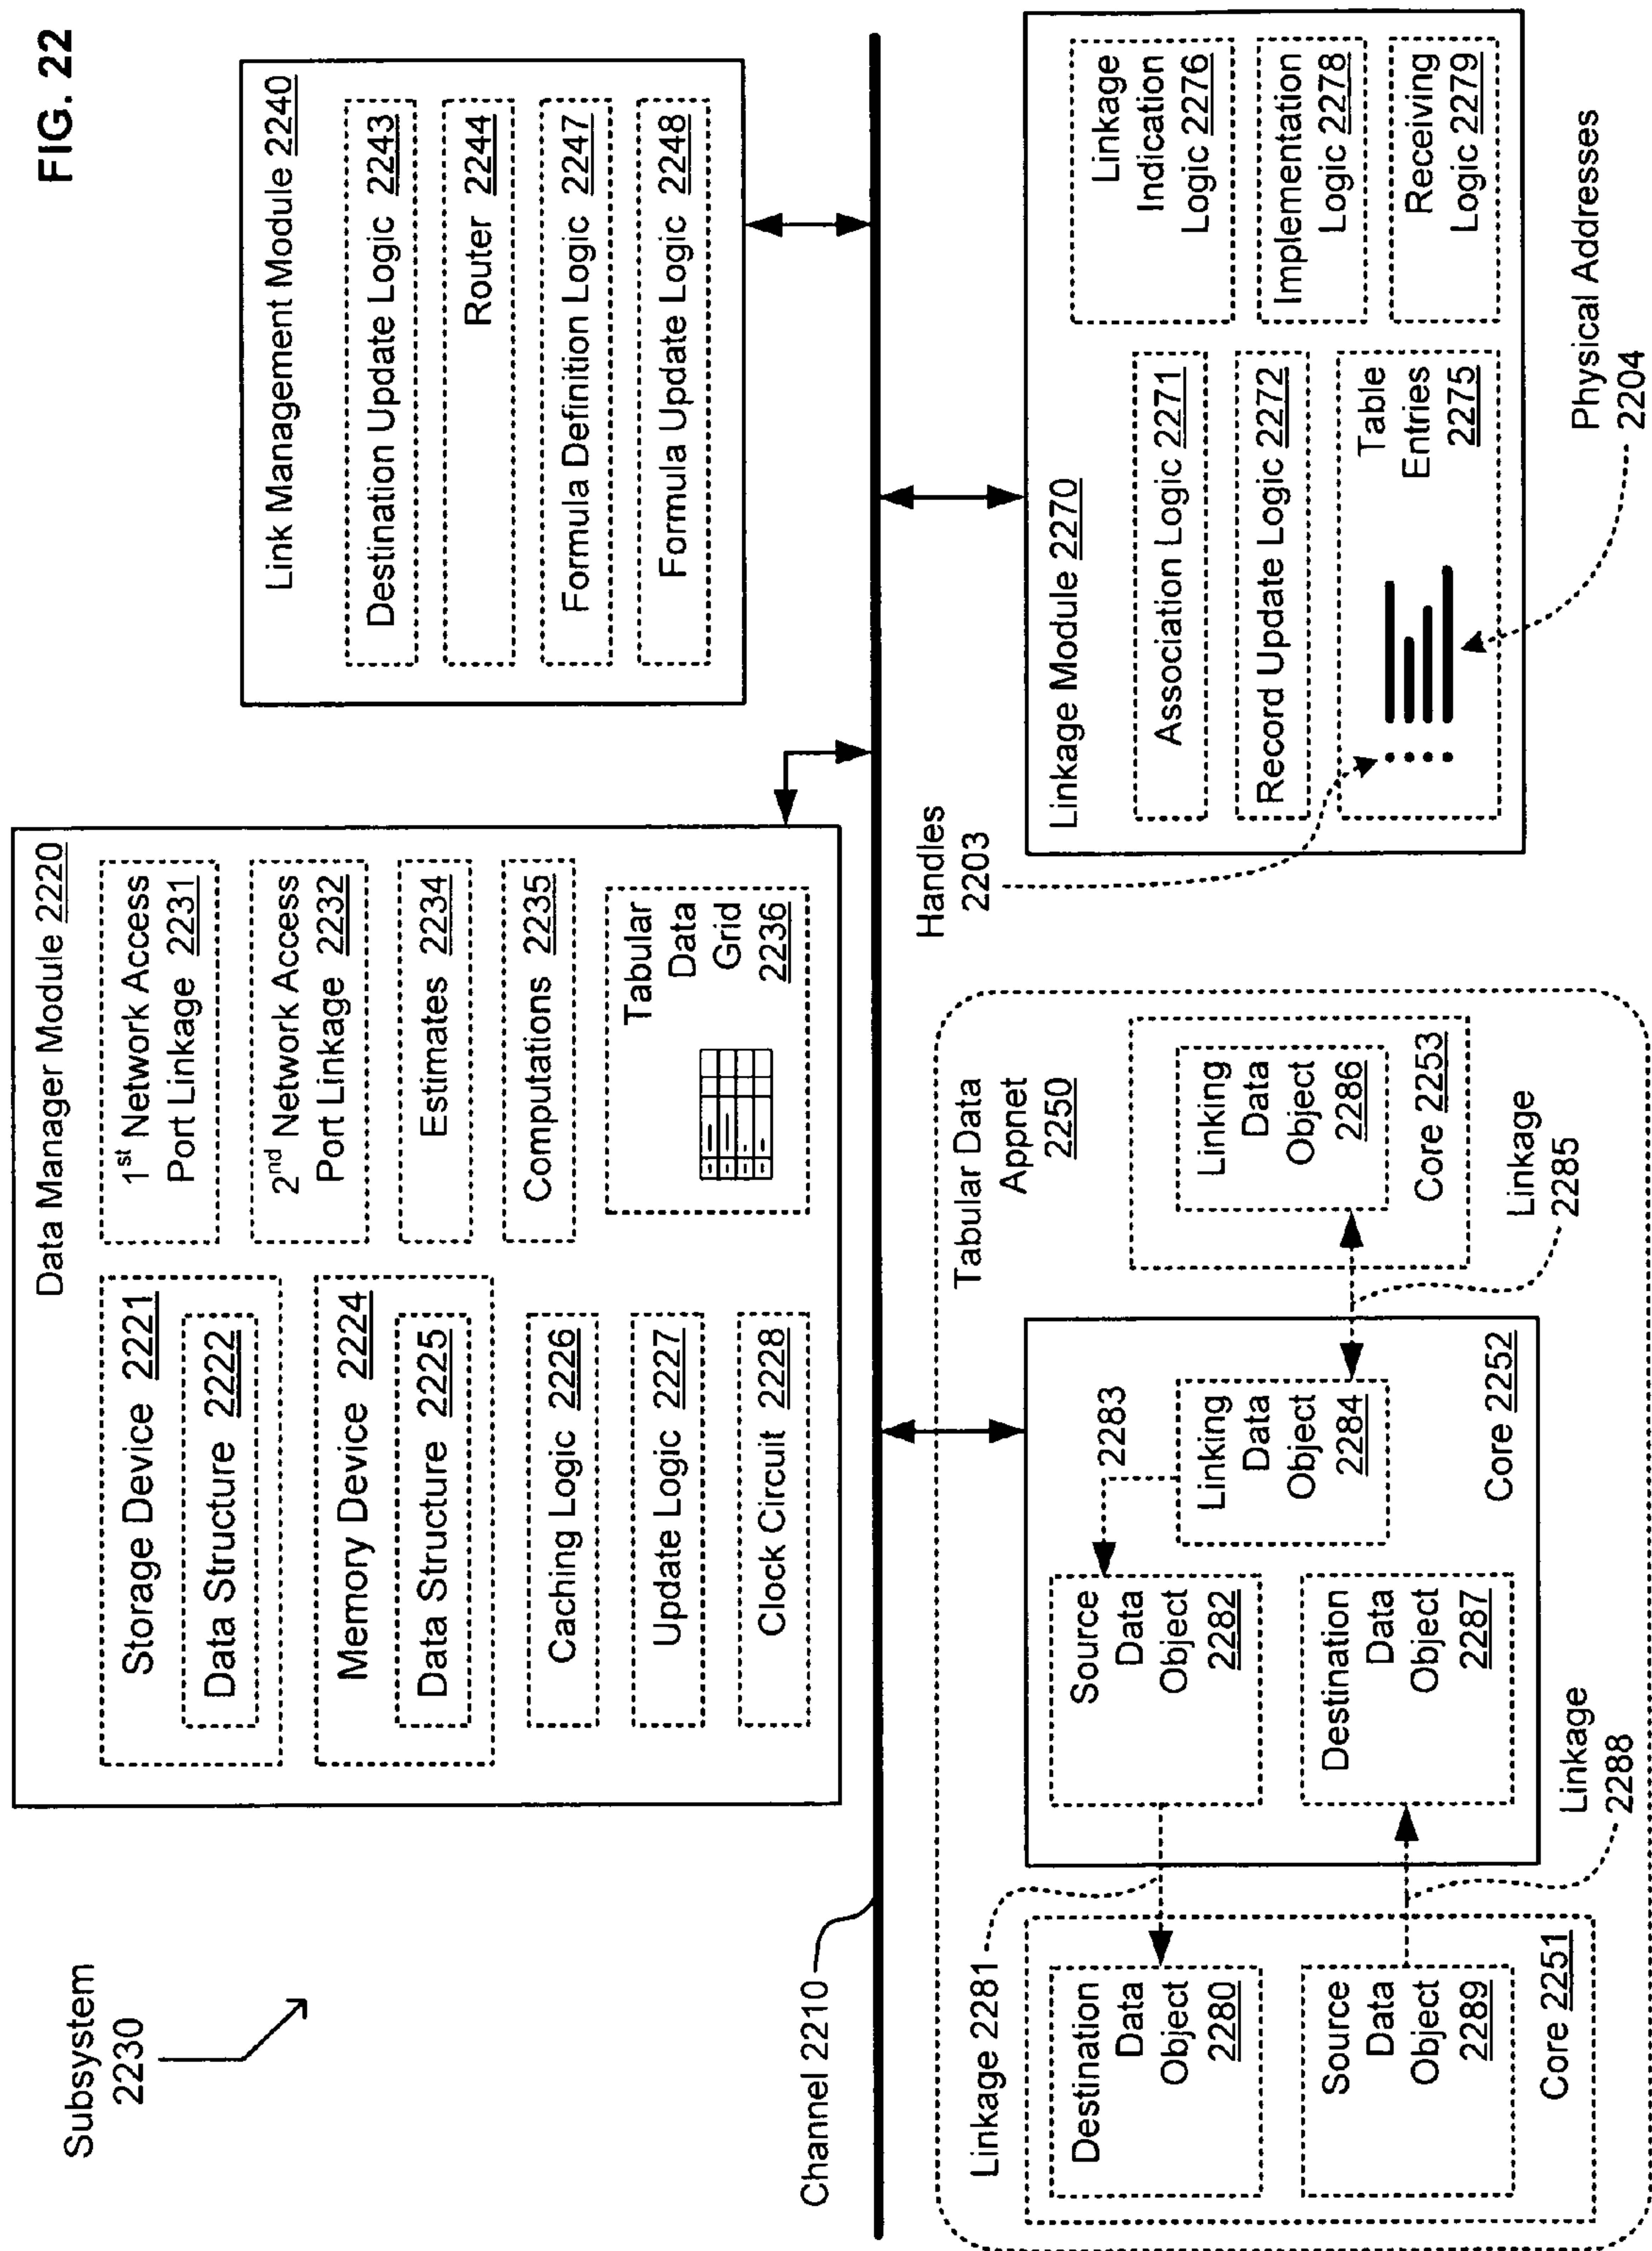 FIG. 22
Subsystem
2230
Data Manager Module 2220
Storage Device 2221
Data Structure 2222
Memory Device 2224
Data Structure 2225
Caching Logic 2226
Update Logic 2227
Clock Circuit 2228
1st Network Access
Port Linkage 2231
2nd Network Access
Port Linkage 2232
Estimates 2234
Computations 2235
Tabular
Data
Grid
2236
Link Management Module 2240
Destination Update Logic 2243
Router 2244
Formula Definition Logic 2247
Formula Update Logic 2248
Channel 2210
Linkage 2281
Destination
Data
Object
2280
Source
Data
Object
2289
Core 2251
Source
Data
Object
2282
Destination
Data
Object
2287
2283
Linking
Data
Object
2284
Core 2252
Linkage
2288
Tabular Data
Appnet
2250
Linking
Data
Object
2286
Core 2253
Linkage
2285
Handles
2203
Linkage Module 2270
Association Logic 2271
Record Update Logic 2272
Table
Entries
2275
Linkage
Indication
Logic 2276
Implementation
Logic 2278
Receiving
Logic 2279
Physical Addresses
2204